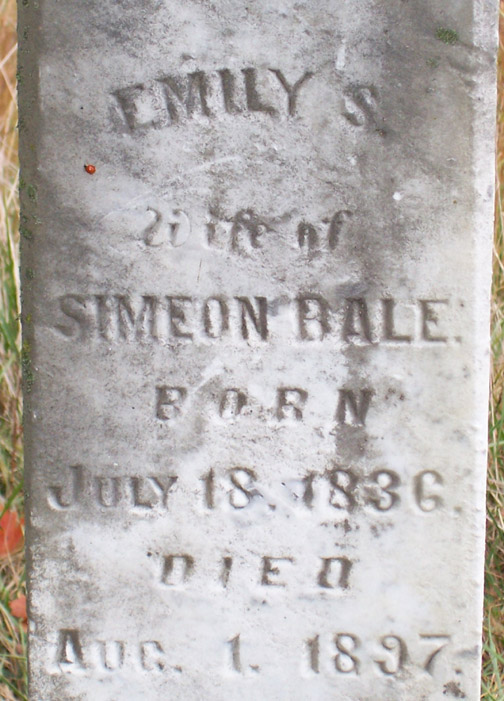 EMILY S.
Wife of
SIMEON BALE.
BORN
JULY 18. 1836.
DIED
AUG. 1. 1897.